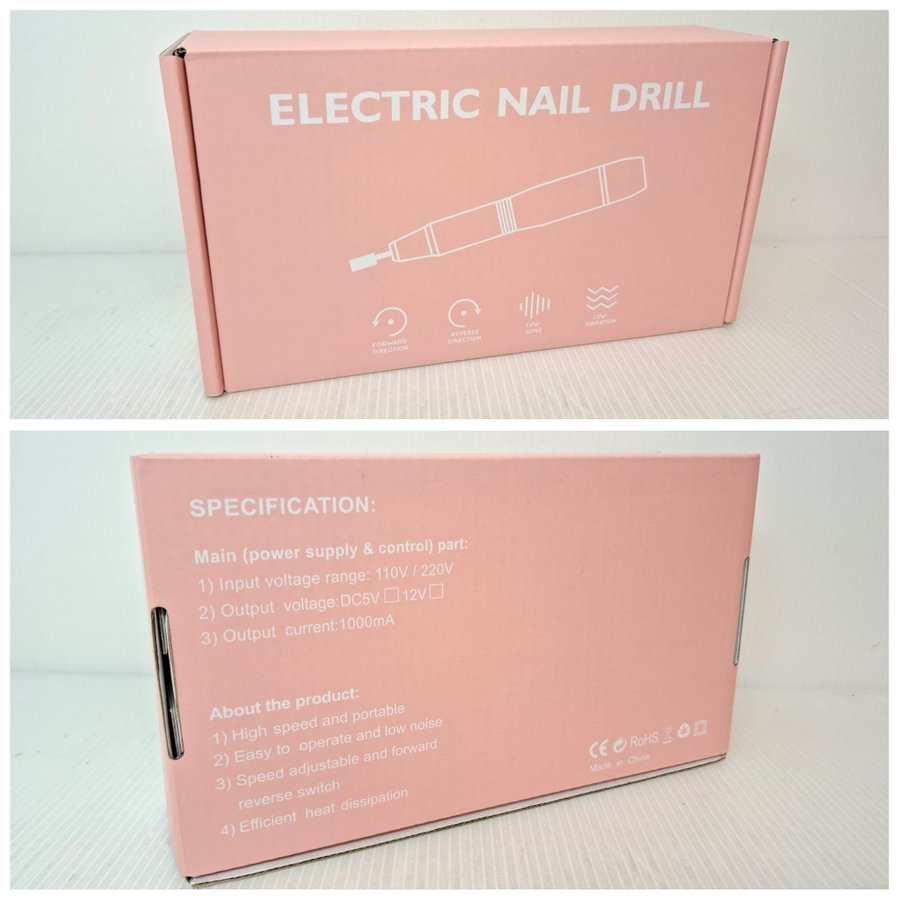 ELECTRIC NAIL DRILL
FORWARD
DIRECTION
REVERSE
DIRECTION
LOW
NOISE
LOW
VIBRATION
SPECIFICATION:
Main (power supply & control) part:
1) Input voltage range: 110V / 220V
2) Output voltage:DC5V □ 12V □
3) Output current:1000mA
About the product:
1) High speed and portable
2) Easy to operate and low noise
3) Speed adjustable and forward
reverse switch
4) Efficient heat dissipation
CE RoHS
Made in China